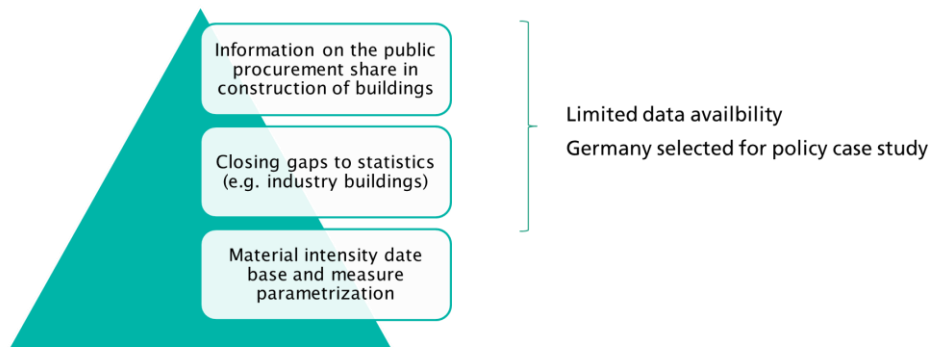 Information on the public
procurement share in
construction of buildings
Closing gaps to statistics
(e.g. industry buildings)
Material intensity date
base and measure
parametrization
Limited data availbility
Germany selected for policy case study